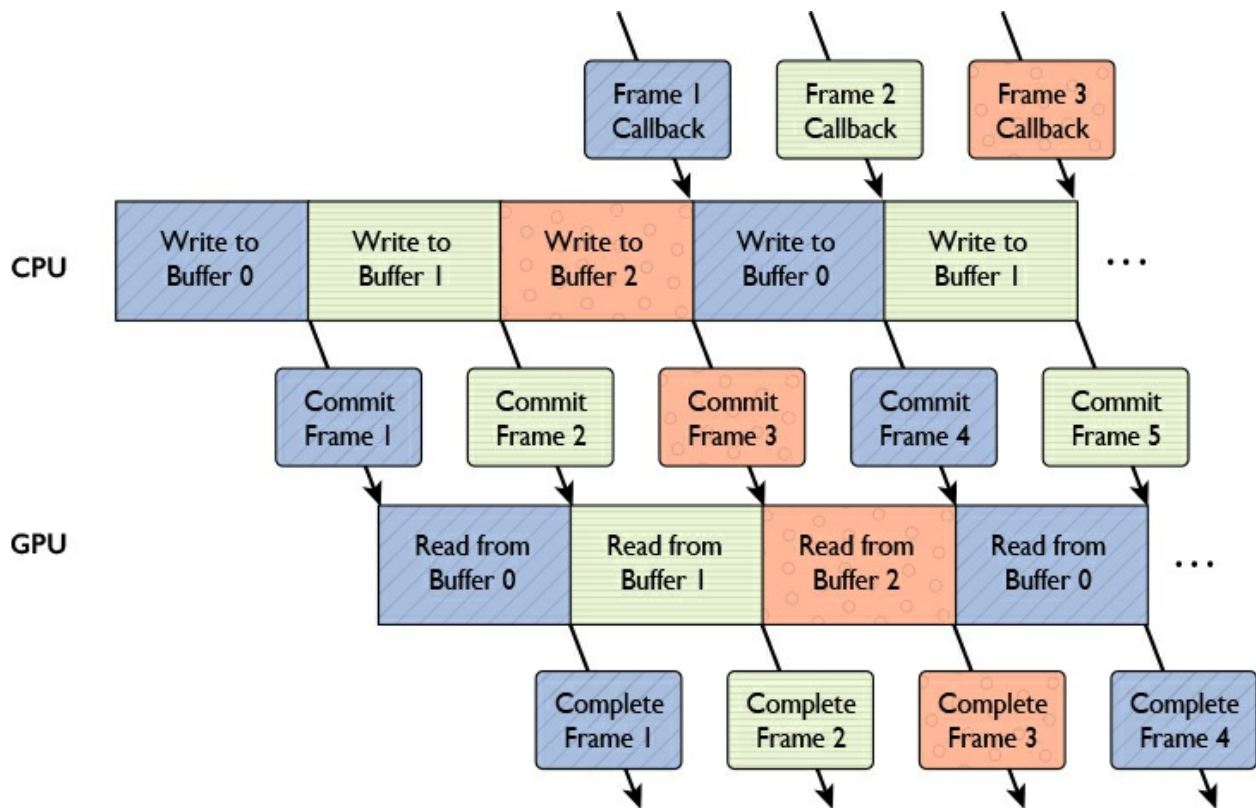 Frame 1
Callback
Frame 2
Callback
Frame 3
Callback
CPU
Write to
Buffer 0
Write to
Buffer 1
Write to
Buffer 2
Write to
Buffer 0
Write to
Buffer 1
...
Commit
Frame 1
Commit
Frame 2
Commit
Frame 3
Commit
Frame 4
Commit
Frame 5
GPU
Read from
Buffer 0
Read from
Buffer 1
Read from
Buffer 2
Read from
Buffer 0
...
Complete
Frame 1
Complete
Frame 2
Complete
Frame 3
Complete
Frame 4